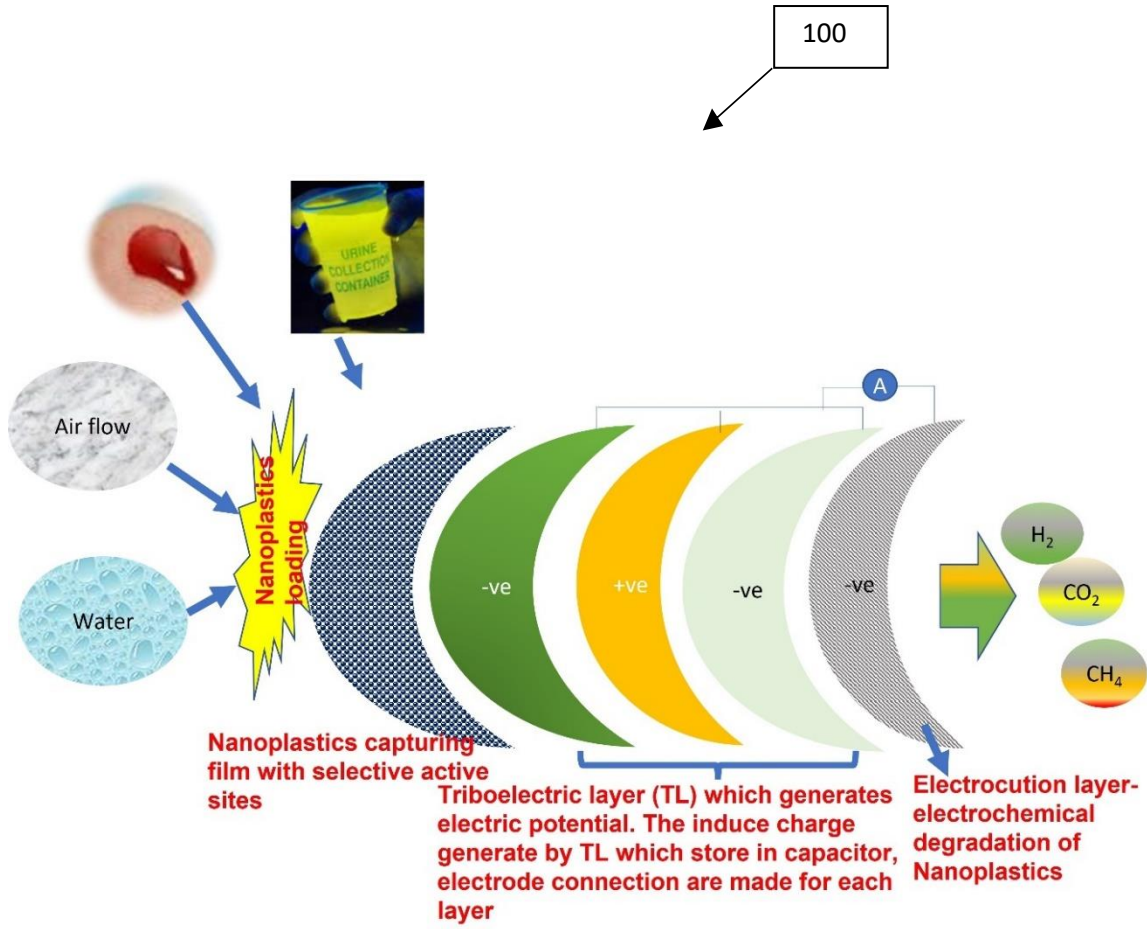 100
URINE
COLLECTION
CONTAINER
Air flow
Water
Nanoplastics
loading
A
-ve
+ve
-ve
-ve
H₂
CO₂
CH₄
Nanoplastics capturing
film with selective active
sites
Triboelectric layer (TL) which generates
electric potential. The induce charge
generate by TL which store in capacitor,
electrode connection are made for each
layer
Electrocution layer-
electrochemical
degradation of
Nanoplastics